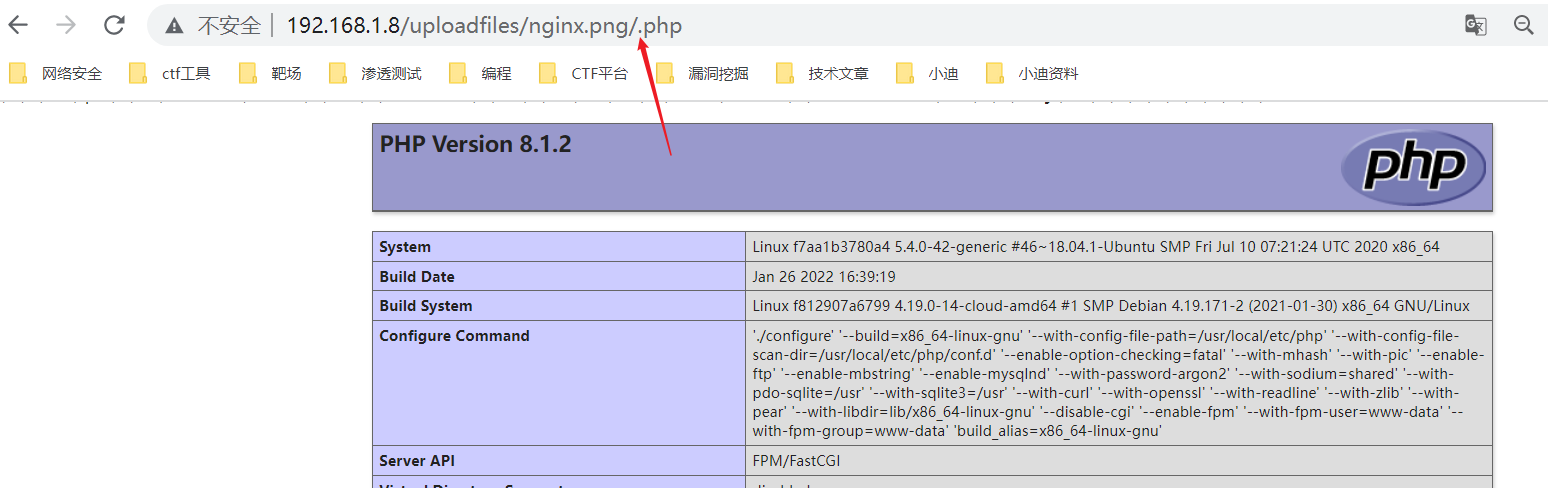 不安全 | 192.168.1.8/uploadfiles/nginx.png/.php
网络安全 ctf工具 靶场 渗透测试 编程 CTF平台 漏洞挖掘 技术文章 小迪 小迪资料
PHP Version 8.1.2
php
System Linux f7aa1b3780a4 5.4.0-42-generic #46~18.04.1-Ubuntu SMP Fri Jul 10 07:21:24 UTC 2020 x86_64
Build Date Jan 26 2022 16:39:19
Build System Linux f812907a6799 4.19.0-14-cloud-amd64 #1 SMP Debian 4.19.171-2 (2021-01-30) x86_64 GNU/Linux
Configure Command './configure' '--build=x86_64-linux-gnu' '--with-config-file-path=/usr/local/etc/php' '--with-config-file-
scan-dir=/usr/local/etc/php/conf.d' '--enable-option-checking=fatal' '--with-mhash' '--with-pic' '--enable-
ftp' '--enable-mbstring' '--enable-mysqlnd' '--with-password-argon2' '--with-sodium=shared' '--with-
pdo-sqlite=/usr' '--with-sqlite3=/usr' '--with-curl' '--with-openssl' '--with-readline' '--with-zlib' '--with-
pear' '--with-libdir=lib/x86_64-linux-gnu' '--disable-cgi' '--enable-fpm' '--with-fpm-user=www-data' '--
with-fpm-group=www-data' 'build_alias=x86_64-linux-gnu'
Server API FPM/FastCGI